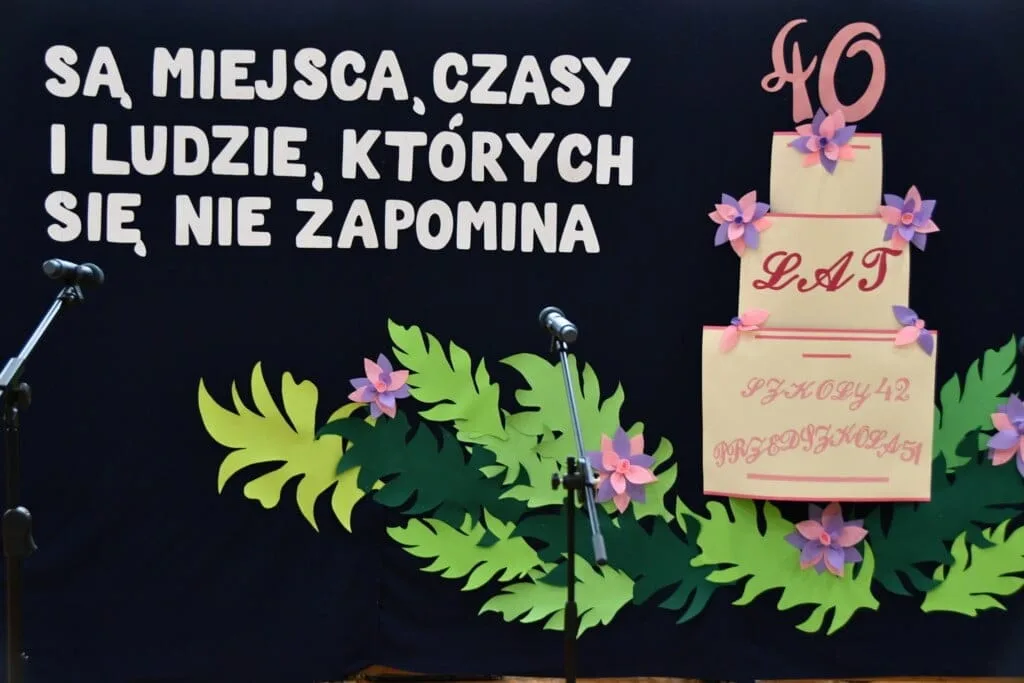 SĄ MIEJSCA, CZASY
I LUDZIE, KTÓRYCH
SIĘ NIE ZAPOMINA
40
LAT
SZKOŁY 42
PRZEDSZKOLA 51